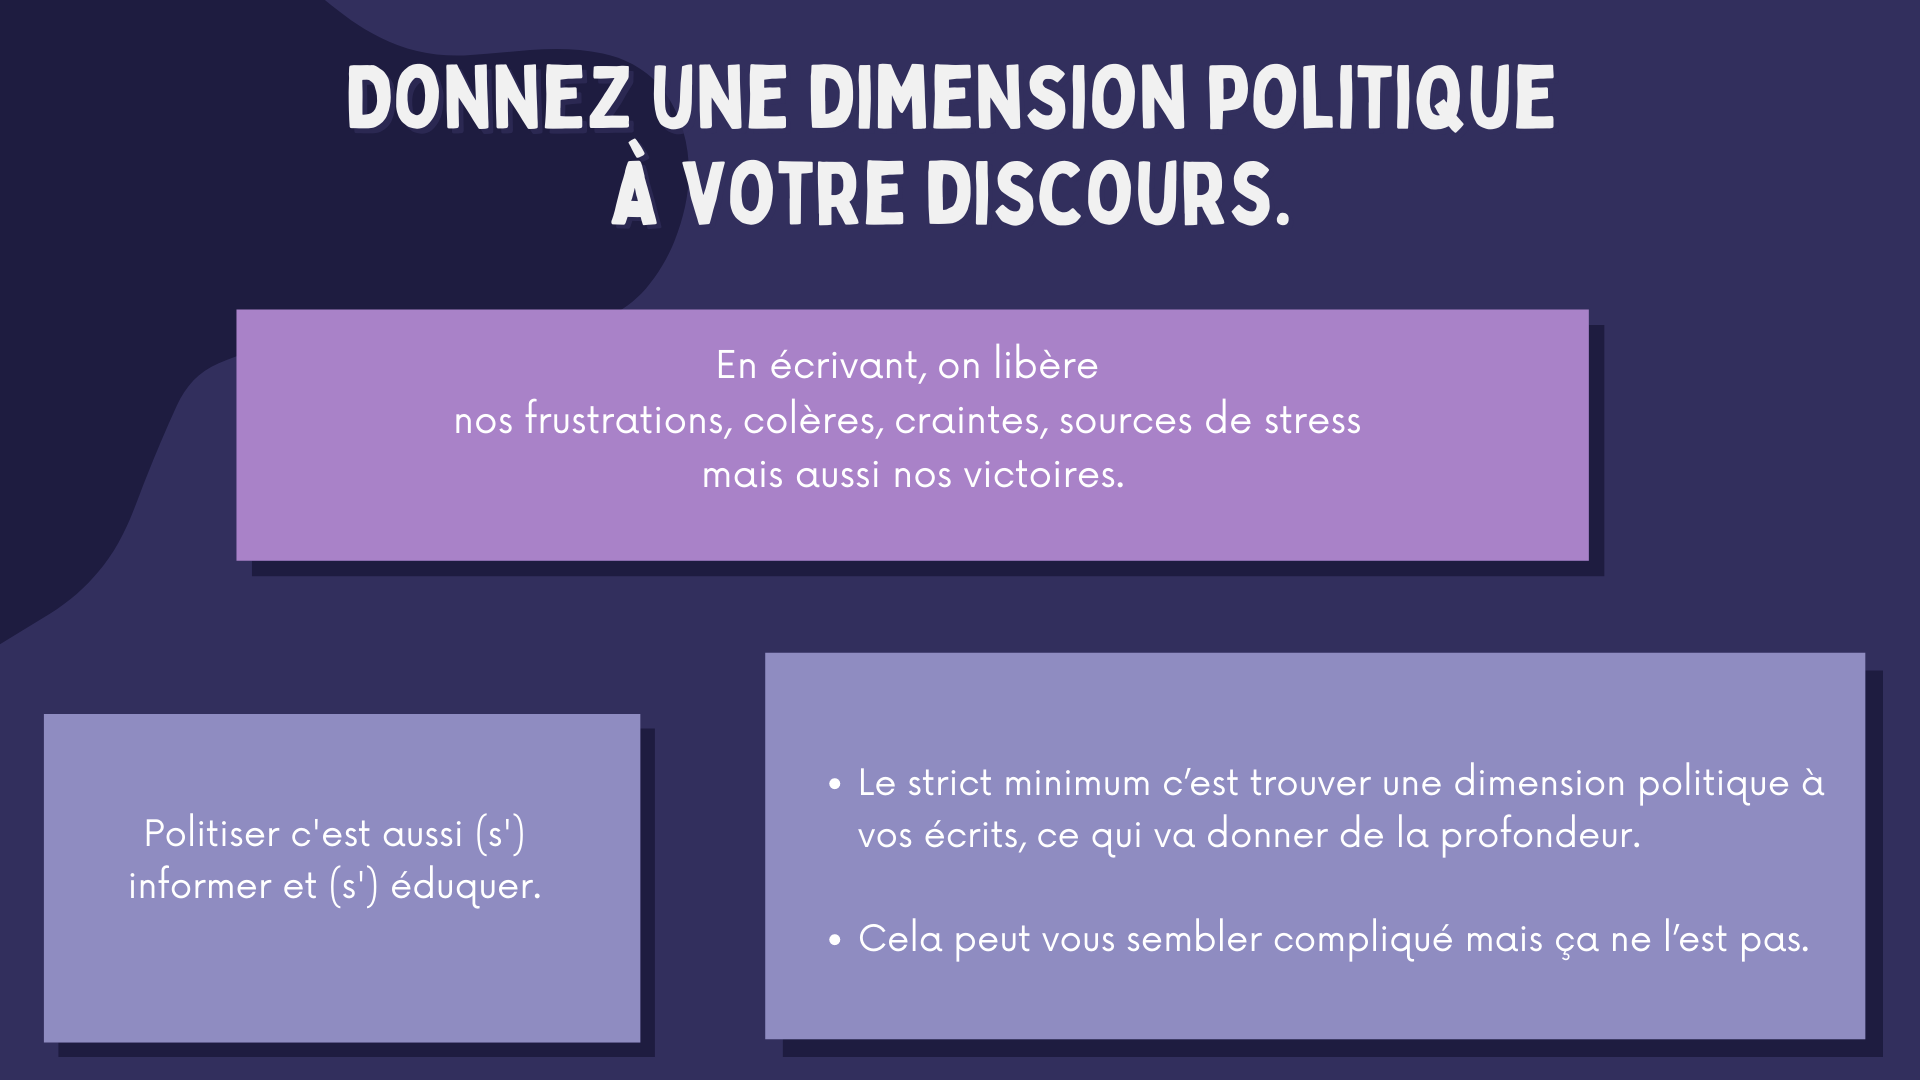 DONNEZ UNE DIMENSION POLITIQUE
À VOTRE DISCOURS.
En écrivant, on libère
nos frustrations, colères, craintes, sources de stress
mais aussi nos victoires.
Politiser c'est aussi (s')
informer et (s') éduquer.
• Le strict minimum c’est trouver une dimension politique à
vos écrits, ce qui va donner de la profondeur.
• Cela peut vous sembler compliqué mais ça ne l’est pas.